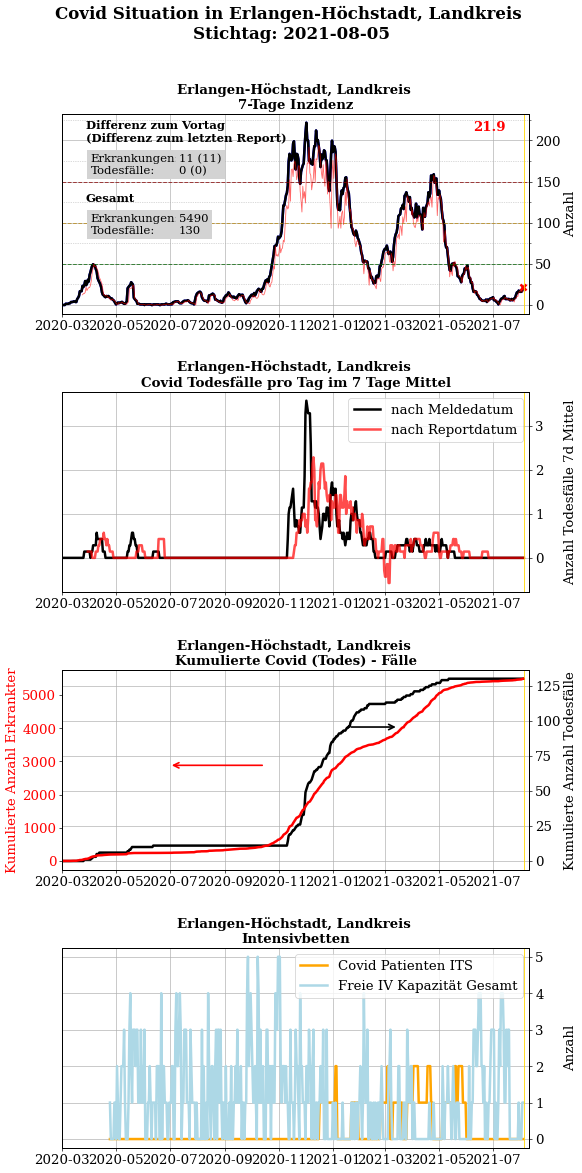 Covid Situation in Erlangen-Höchstadt, Landkreis
Stichtag: 2021-08-05
Erlangen-Höchstadt, Landkreis
7-Tage Inzidenz
Differenz zum Vortag
(Differenz zum letzten Report)
Erkrankungen 11 (11)
Todesfälle: 0 (0)
Gesamt
Erkrankungen 5490
Todesfälle: 130
21.9
200
150
100
50
0
Anzahl
2020-03 2020-05 2020-07 2020-09 2020-11 2021-01 2021-03 2021-05 2021-07
Erlangen-Höchstadt, Landkreis
Covid Todesfälle pro Tag im 7 Tage Mittel
nach Meldedatum
nach Reportdatum
3
2
1
0
Anzahl Todesfälle 7d Mittel
2020-03 2020-05 2020-07 2020-09 2020-11 2021-01 2021-03 2021-05 2021-07
Erlangen-Höchstadt, Landkreis
Kumulierte Covid (Todes) - Fälle
Kumulierte Anzahl Erkrankter
5000
4000
3000
2000
1000
0
125
100
75
50
25
0
Kumulierte Anzahl Todesfälle
2020-03 2020-05 2020-07 2020-09 2020-11 2021-01 2021-03 2021-05 2021-07
Erlangen-Höchstadt, Landkreis
Intensivbetten
Covid Patienten ITS
Freie IV Kapazität Gesamt
5
4
3
2
1
0
Anzahl
2020-03 2020-05 2020-07 2020-09 2020-11 2021-01 2021-03 2021-05 2021-07